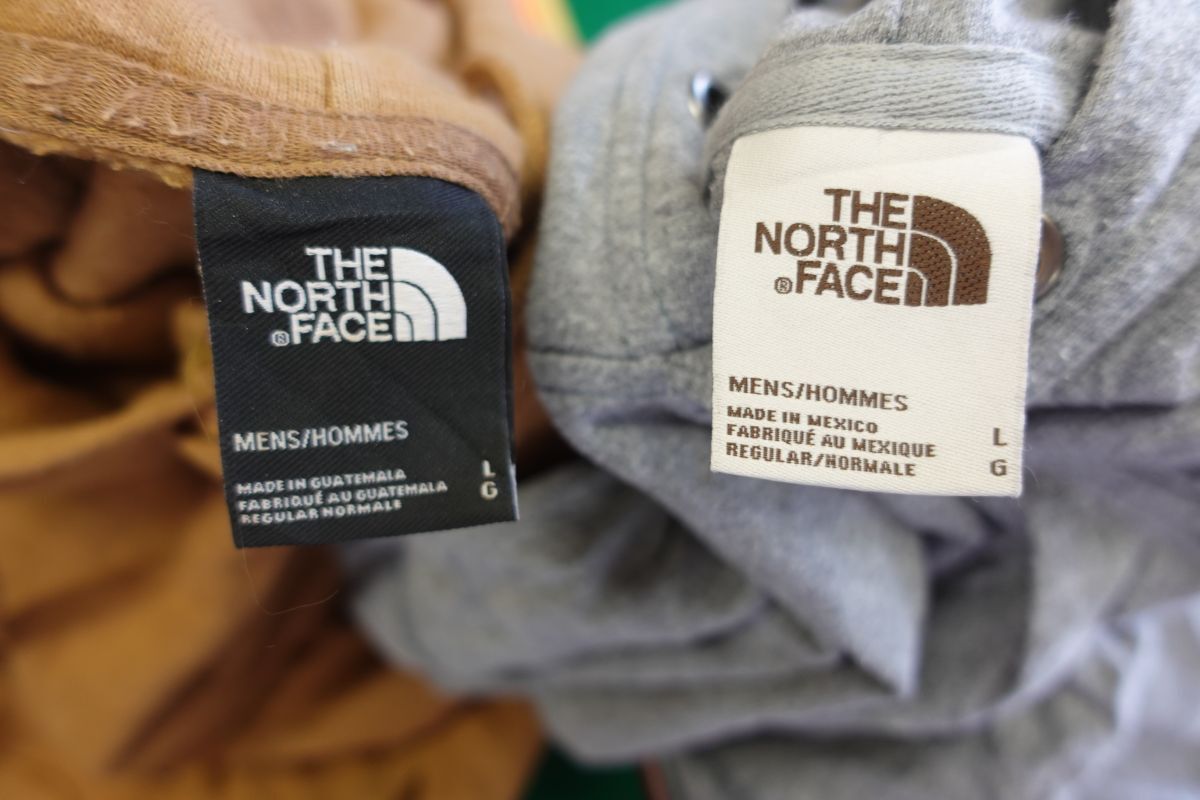 THE
NORTH
®FACE
MENS/HOMMES
MADE IN GUATEMALA
FABRIQUÉ AU GUATEMALA
REGULAR NORMALE
L
G
THE
NORTH
®FACE
MENS/HOMMES
MADE IN MEXICO
FABRIQUÉ AU MEXIQUE
REGULAR/NORMALE
L
G